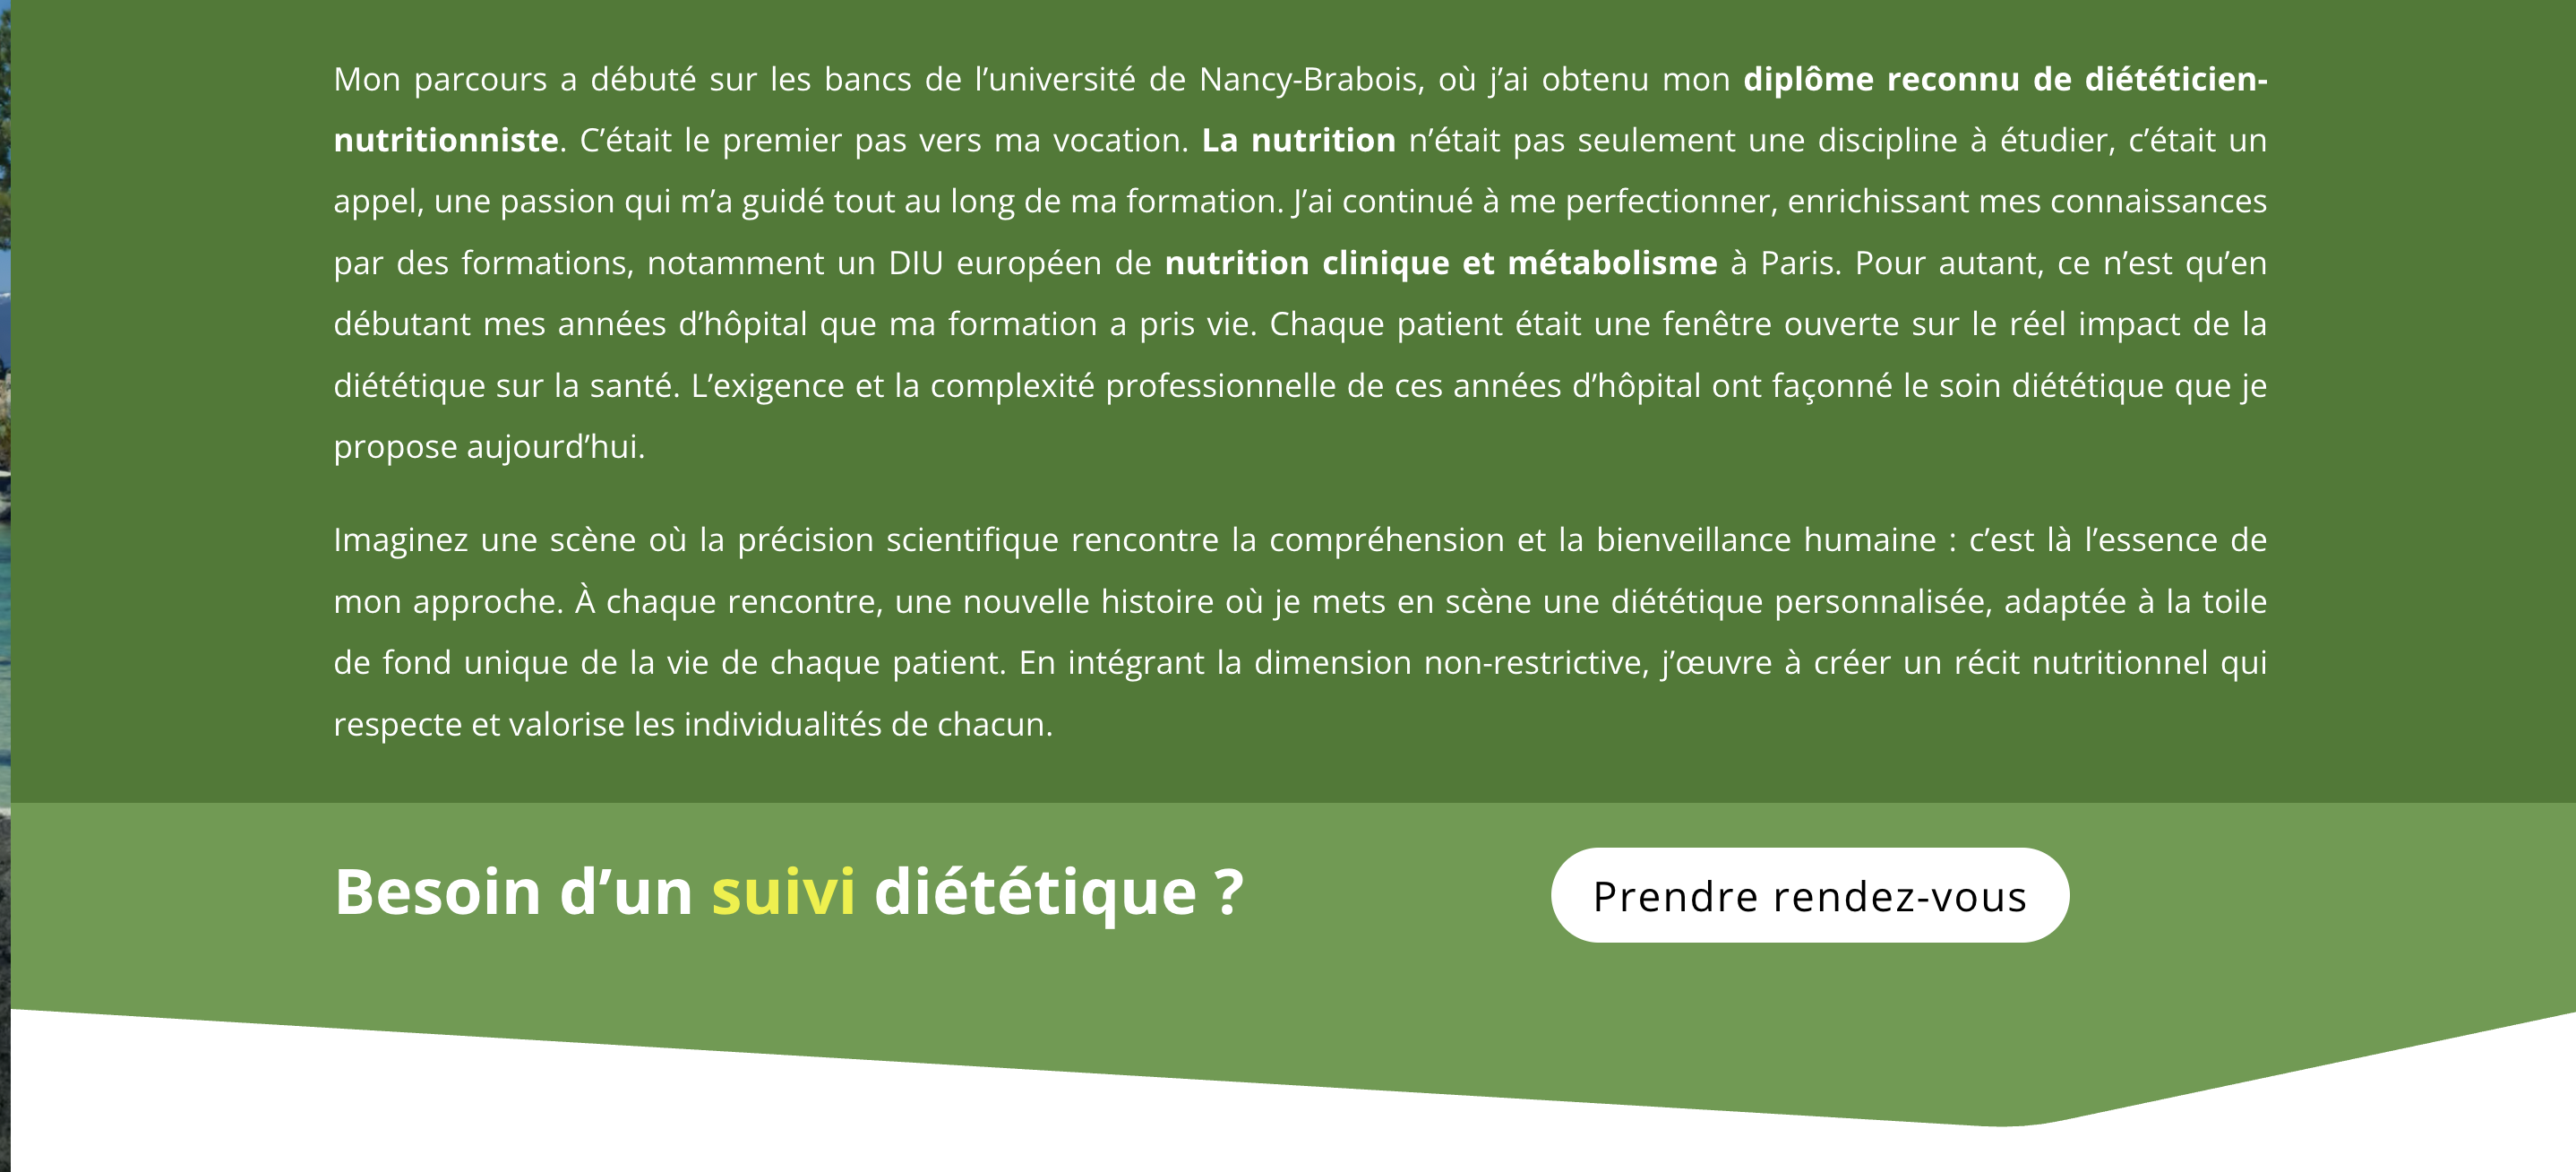 Mon parcours a débuté sur les bancs de l’université de Nancy-Brabois, où j’ai obtenu mon diplôme reconnu de diététicien-
nutritionniste. C’était le premier pas vers ma vocation. La nutrition n’était pas seulement une discipline à étudier, c’était un
appel, une passion qui m’a guidé tout au long de ma formation. J’ai continué à me perfectionner, enrichissant mes connaissances
par des formations, notamment un DIU européen de nutrition clinique et métabolisme à Paris. Pour autant, ce n’est qu’en
débutant mes années d’hôpital que ma formation a pris vie. Chaque patient était une fenêtre ouverte sur le réel impact de la
diététique sur la santé. L’exigence et la complexité professionnelle de ces années d’hôpital ont façonné le soin diététique que je
propose aujourd’hui.
Imaginez une scène où la précision scientifique rencontre la compréhension et la bienveillance humaine : c’est là l’essence de
mon approche. À chaque rencontre, une nouvelle histoire où je mets en scène une diététique personnalisée, adaptée à la toile
de fond unique de la vie de chaque patient. En intégrant la dimension non-restrictive, j’œuvre à créer un récit nutritionnel qui
respecte et valorise les individualités de chacun.
Besoin d’un suivi diététique ?
Prendre rendez-vous